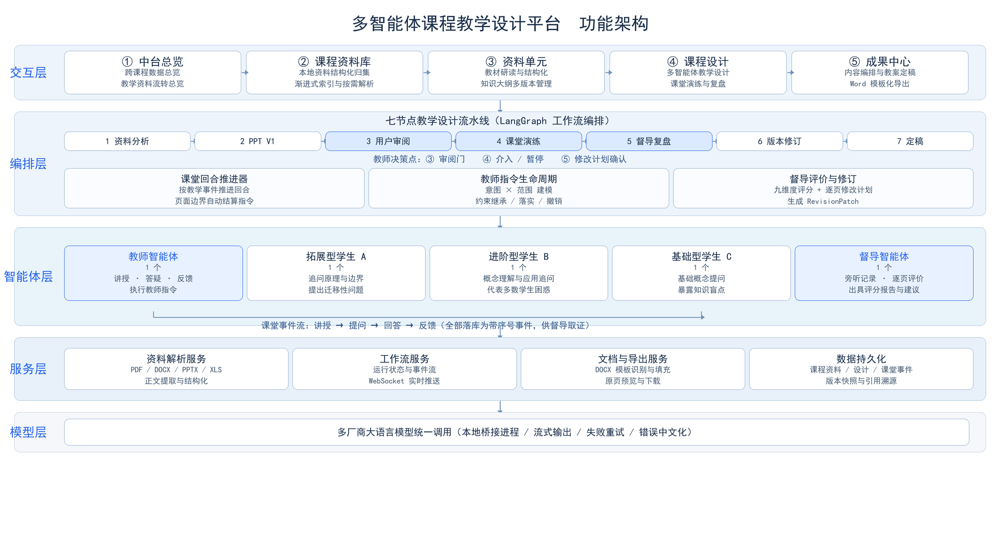 多智能体课程教学设计平台 功能架构
交互层
① 中台总览
跨课程数据总览
教学资料流转总览
② 课程资料库
本地资料结构化归集
渐进式索引与按需解析
③ 资料单元
教材研读与结构化
知识大纲多版本管理
④ 课程设计
多智能体教学设计
课堂演练与复盘
⑤ 成果中心
内容编排与教案定稿
Word 模板化导出
编排层
七节点教学设计流水线（LangGraph 工作流编排）
1 资料分析
2 PPT V1
3 用户审阅
4 课堂演练
5 督导复盘
6 版本修订
7 定稿
教师决策点：③ 审阅门 ④ 介入 / 暂停 ⑤ 修改计划确认
课堂回合推进器
按教学事件推进回合
页面边界自动结算指令
教师指令生命周期
意图 × 范围 建模
约束继承 / 落实 / 撤销
督导评价与修订
九维度评分 + 逐页修改计划
生成 RevisionPatch
智能体层
教师智能体
1 个
讲授 · 答疑 · 反馈
执行教师指令
拓展型学生 A
1 个
追问原理与边界
提出迁移性问题
进阶型学生 B
1 个
概念理解与应用追问
代表多数学生困惑
基础型学生 C
1 个
基础概念提问
暴露知识盲点
督导智能体
1 个
旁听记录 · 逐页评价
出具评分报告与建议
课堂事件流：讲授 → 提问 → 回答 → 反馈（全部落库为带序号事件，供督导取证）
服务层
资料解析服务
PDF / DOCX / PPTX / XLS
正文提取与结构化
工作流服务
运行状态与事件流
WebSocket 实时推送
文档与导出服务
DOCX 模板识别与填充
原页预览与下载
数据持久化
课程资料 / 设计 / 课堂事件
版本快照与引用溯源
模型层
多厂商大语言模型统一调用（本地桥接进程 / 流式输出 / 失败重试 / 错误中文化）